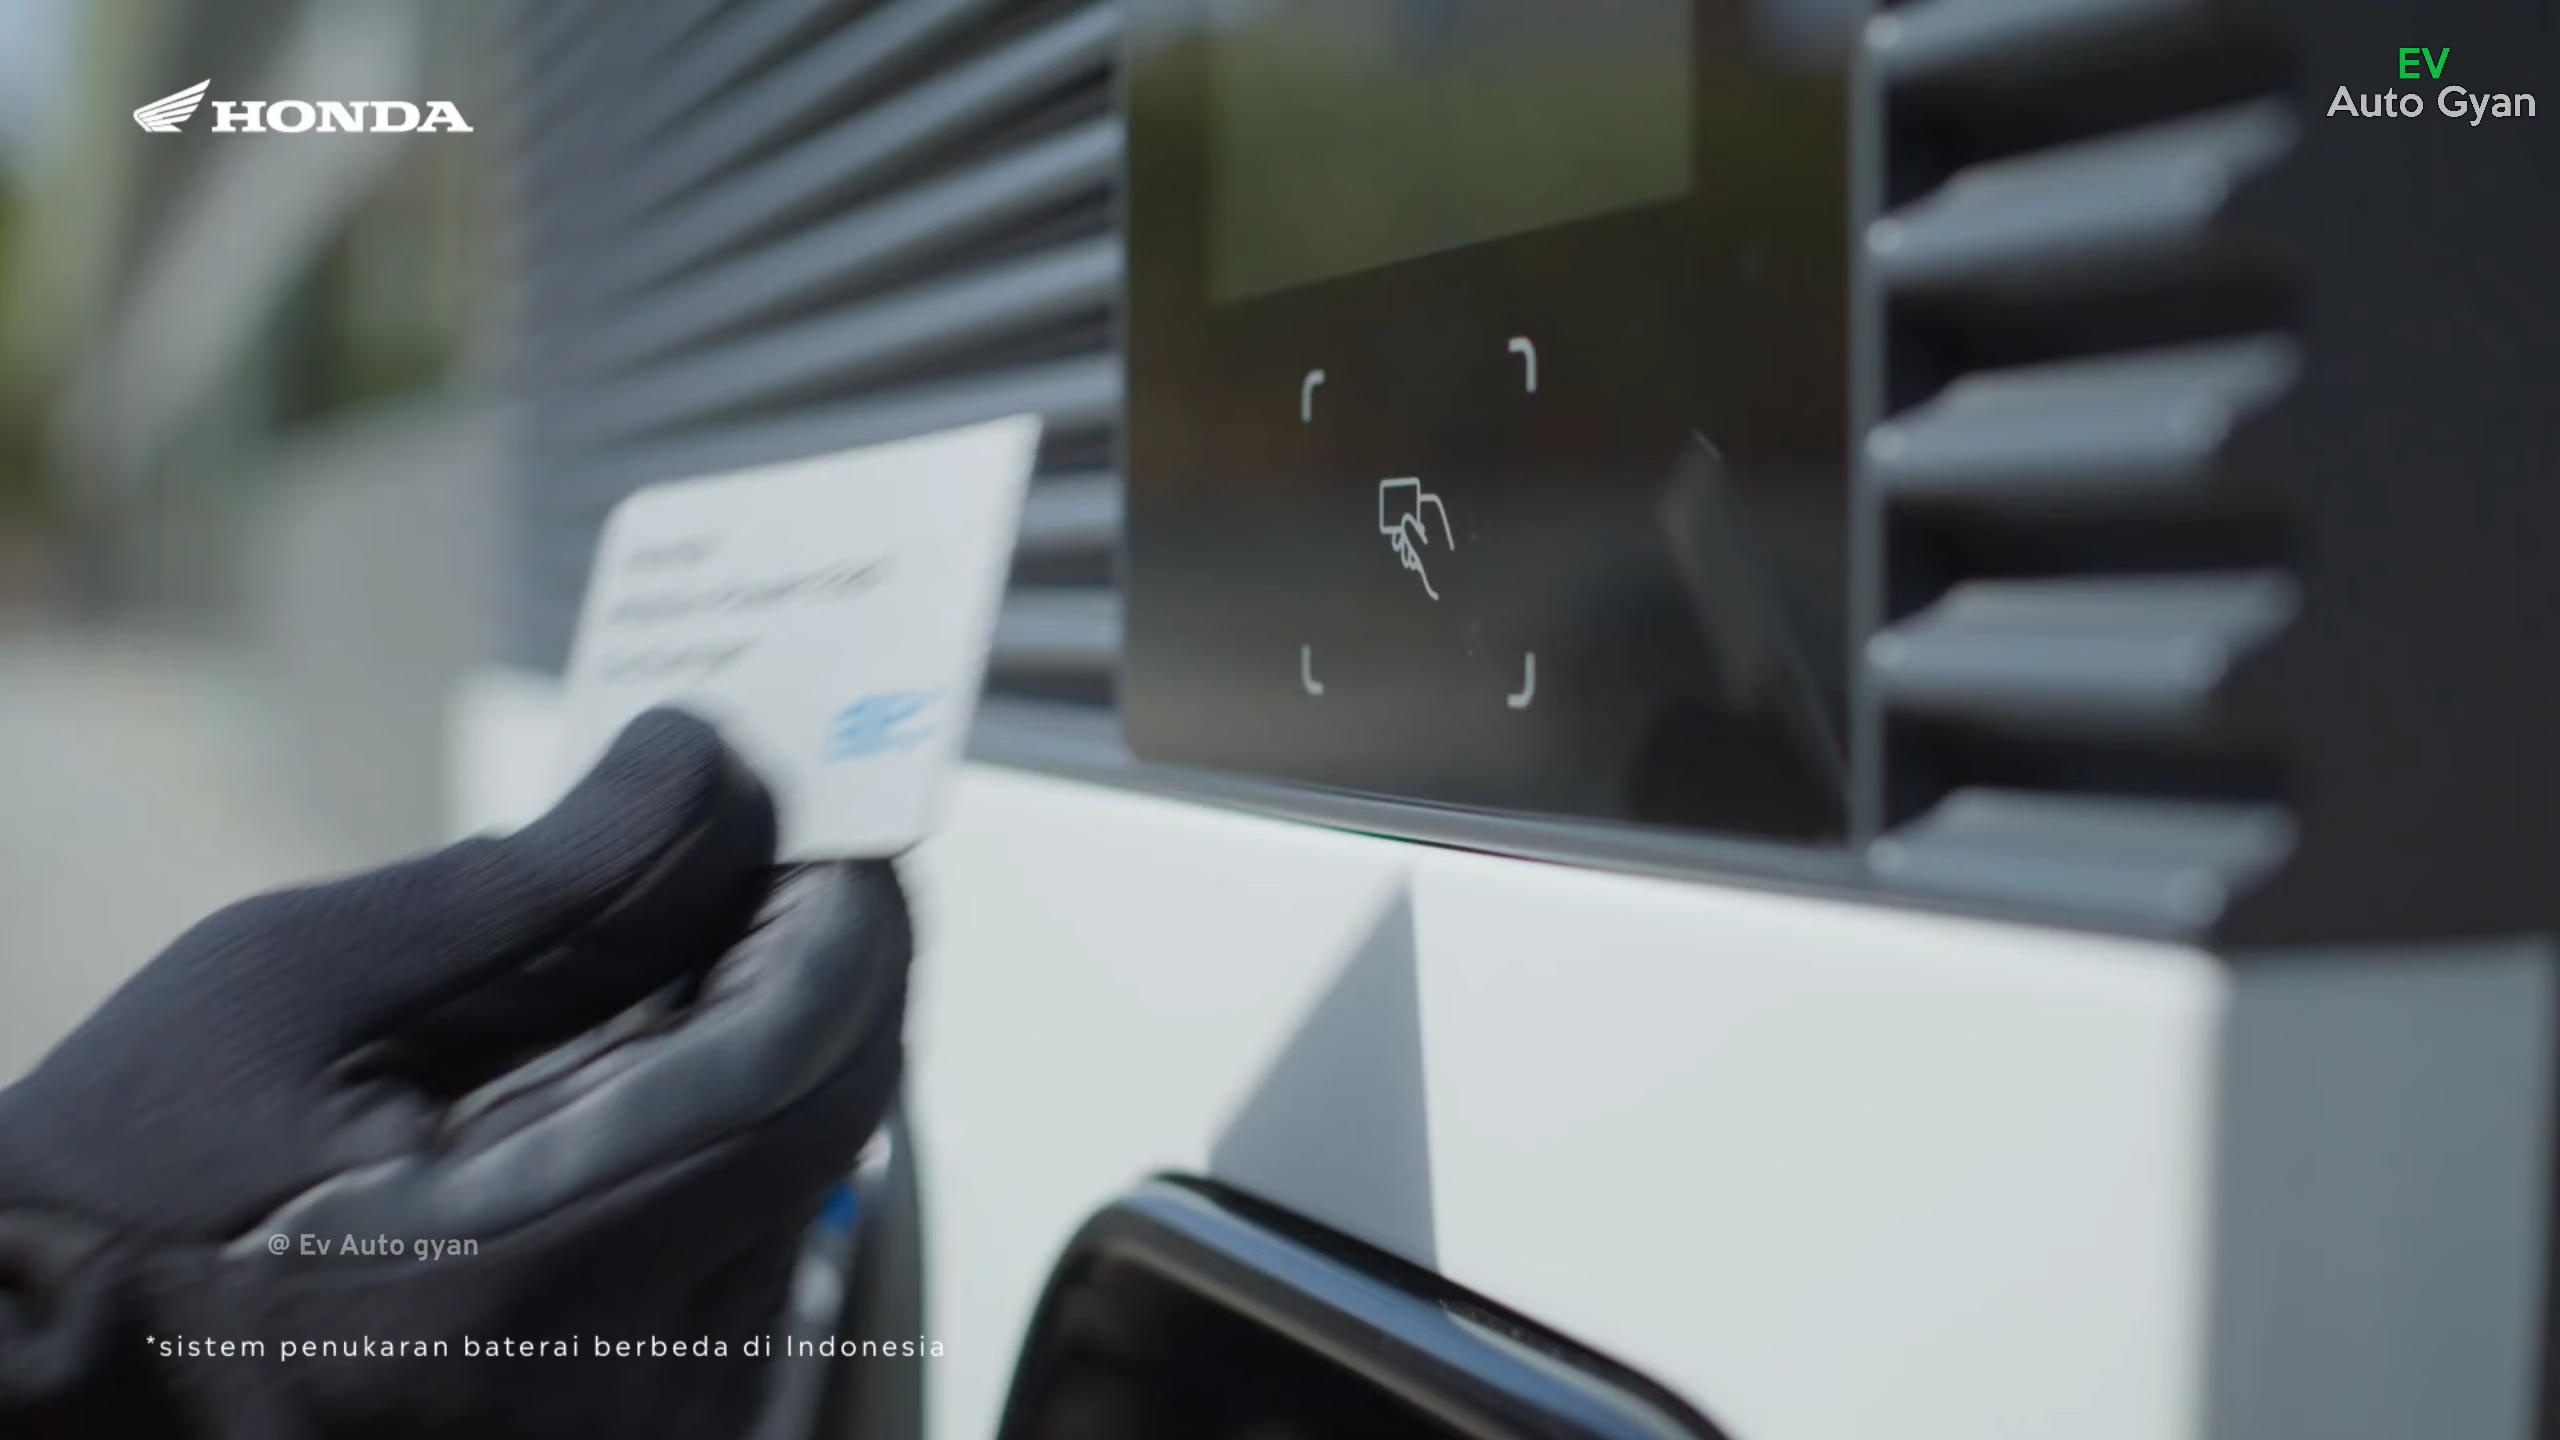 HONDA
EV
Auto Gyan
@ Ev Auto gyan
*sistem penukaran baterai berbeda di Indonesia